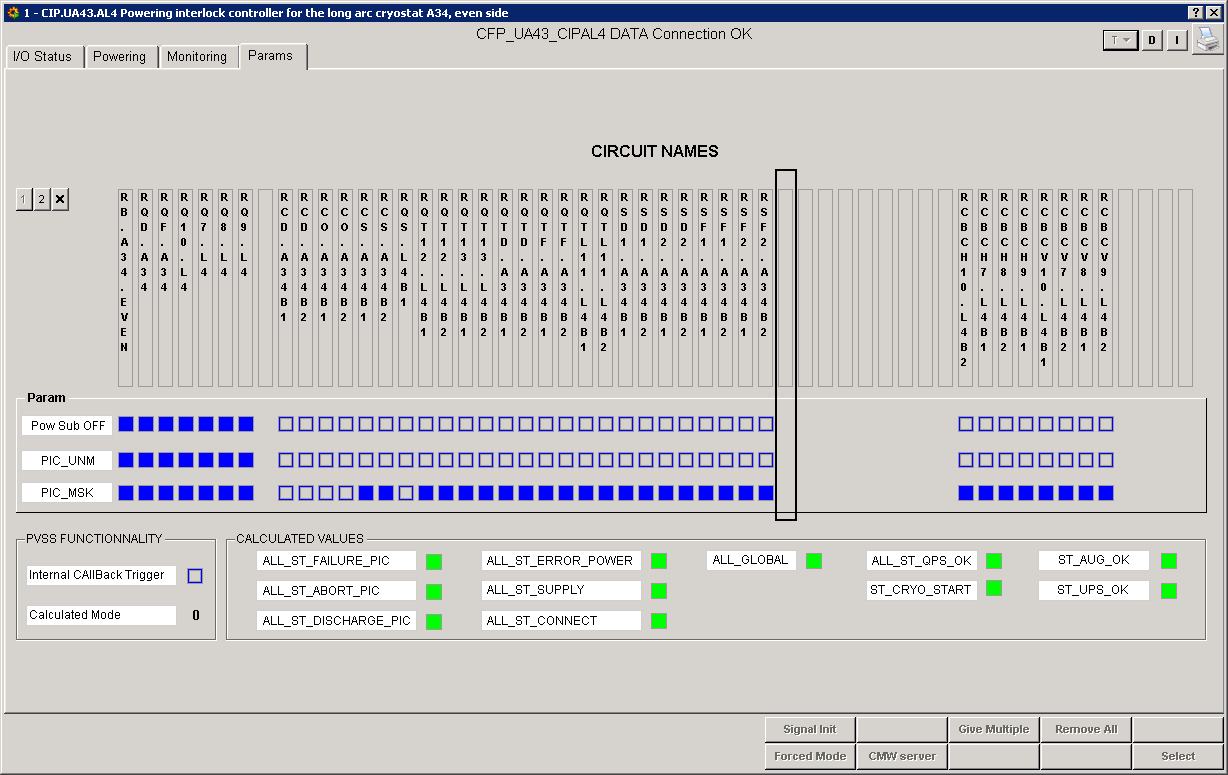 1 - CIP.UA43.AL4 Powering interlock controller for the long arc cryostat A34, even side
CFP_UA43_CIPAL4 DATA Connection OK
T D I
I/O Status Powering Monitoring Params
CIRCUIT NAMES
1 2
RB.A34.EVEN
RQD.A34
RQF.A34
RQ10.L4
RQ7.L4
RQ8.L4
RQ9.L4
RCD.A34B1
RCD.A34B2
RCO.A34B1
RCO.A34B2
RCS.A34B1
RCS.A34B2
RQS.L4B1
RQT12.L4B1
RQT12.L4B2
RQT13.L4B1
RQT13.L4B2
RQTD.A34B1
RQTD.A34B2
RQTF.A34B1
RQTF.A34B2
RQTL11.L4B1
RQTL11.L4B2
RSD1.A34B1
RSD1.A34B2
RSD2.A34B1
RSD2.A34B2
RSF1.A34B1
RSF1.A34B2
RSF2.A34B1
RSF2.A34B2
RCBCH10.L4B2
RCBCH7.L4B1
RCBCH8.L4B2
RCBCH9.L4B1
RCBCV10.L4B1
RCBCV7.L4B2
RCBCV8.L4B1
RCBCV9.L4B2
Param
Pow Sub OFF
PIC_UNM
PIC_MSK
PVSS FUNCTIONNALITY
Internal CAllBack Trigger
Calculated Mode 0
CALCULATED VALUES
ALL_ST_FAILURE_PIC ALL_ST_ERROR_POWER ALL_GLOBAL ALL_ST_QPS_OK ST_AUG_OK
ALL_ST_ABORT_PIC ALL_ST_SUPPLY ST_CRYO_START ST_UPS_OK
ALL_ST_DISCHARGE_PIC ALL_ST_CONNECT
Signal Init Give Multiple Remove All
Forced Mode CMW server Select